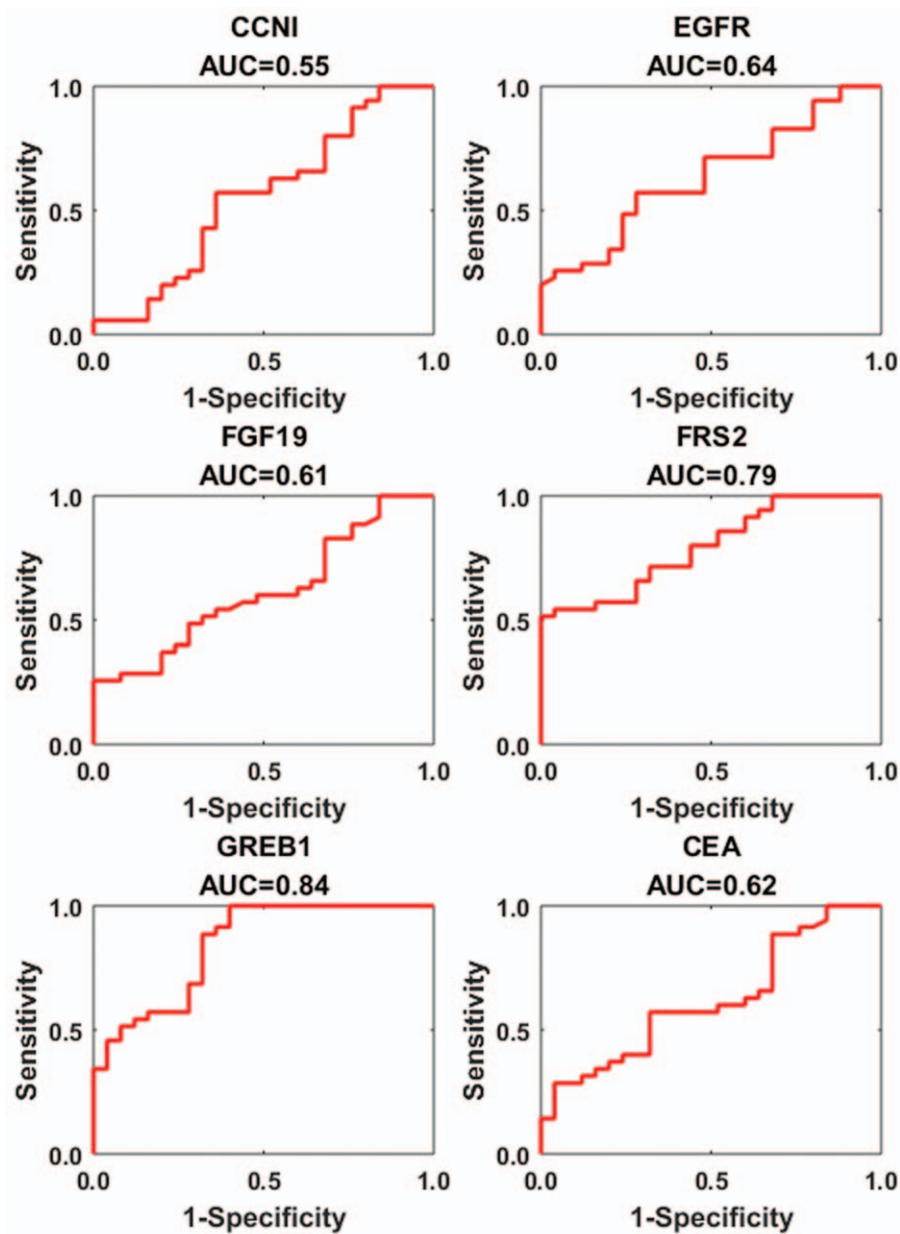 CCNI
AUC=0.55
1.0
0.5
0.0
Sensitivity
0.0 0.5 1.0
1-Specificity
EGFR
AUC=0.64
1.0
0.5
0.0
Sensitivity
0.0 0.5 1.0
1-Specificity
FGF19
AUC=0.61
1.0
0.5
0.0
Sensitivity
0.0 0.5 1.0
1-Specificity
FRS2
AUC=0.79
1.0
0.5
0.0
Sensitivity
0.0 0.5 1.0
1-Specificity
GREB1
AUC=0.84
1.0
0.5
0.0
Sensitivity
0.0 0.5 1.0
1-Specificity
CEA
AUC=0.62
1.0
0.5
0.0
Sensitivity
0.0 0.5 1.0
1-Specificity